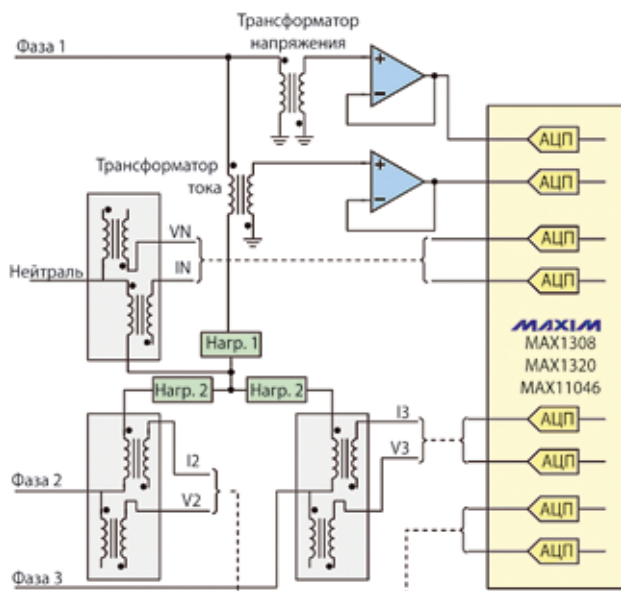 Трансформатор
напряжения
Фаза 1
АЦП
Трансформатор
тока
АЦП
VN
АЦП
Нейтраль
IN
АЦП
MAXIM
MAX1308
MAX1320
MAX11046
Нагр. 1
Нагр. 2
Нагр. 2
I3
АЦП
I2
V3
АЦП
Фаза 2
V2
АЦП
АЦП
Фаза 3